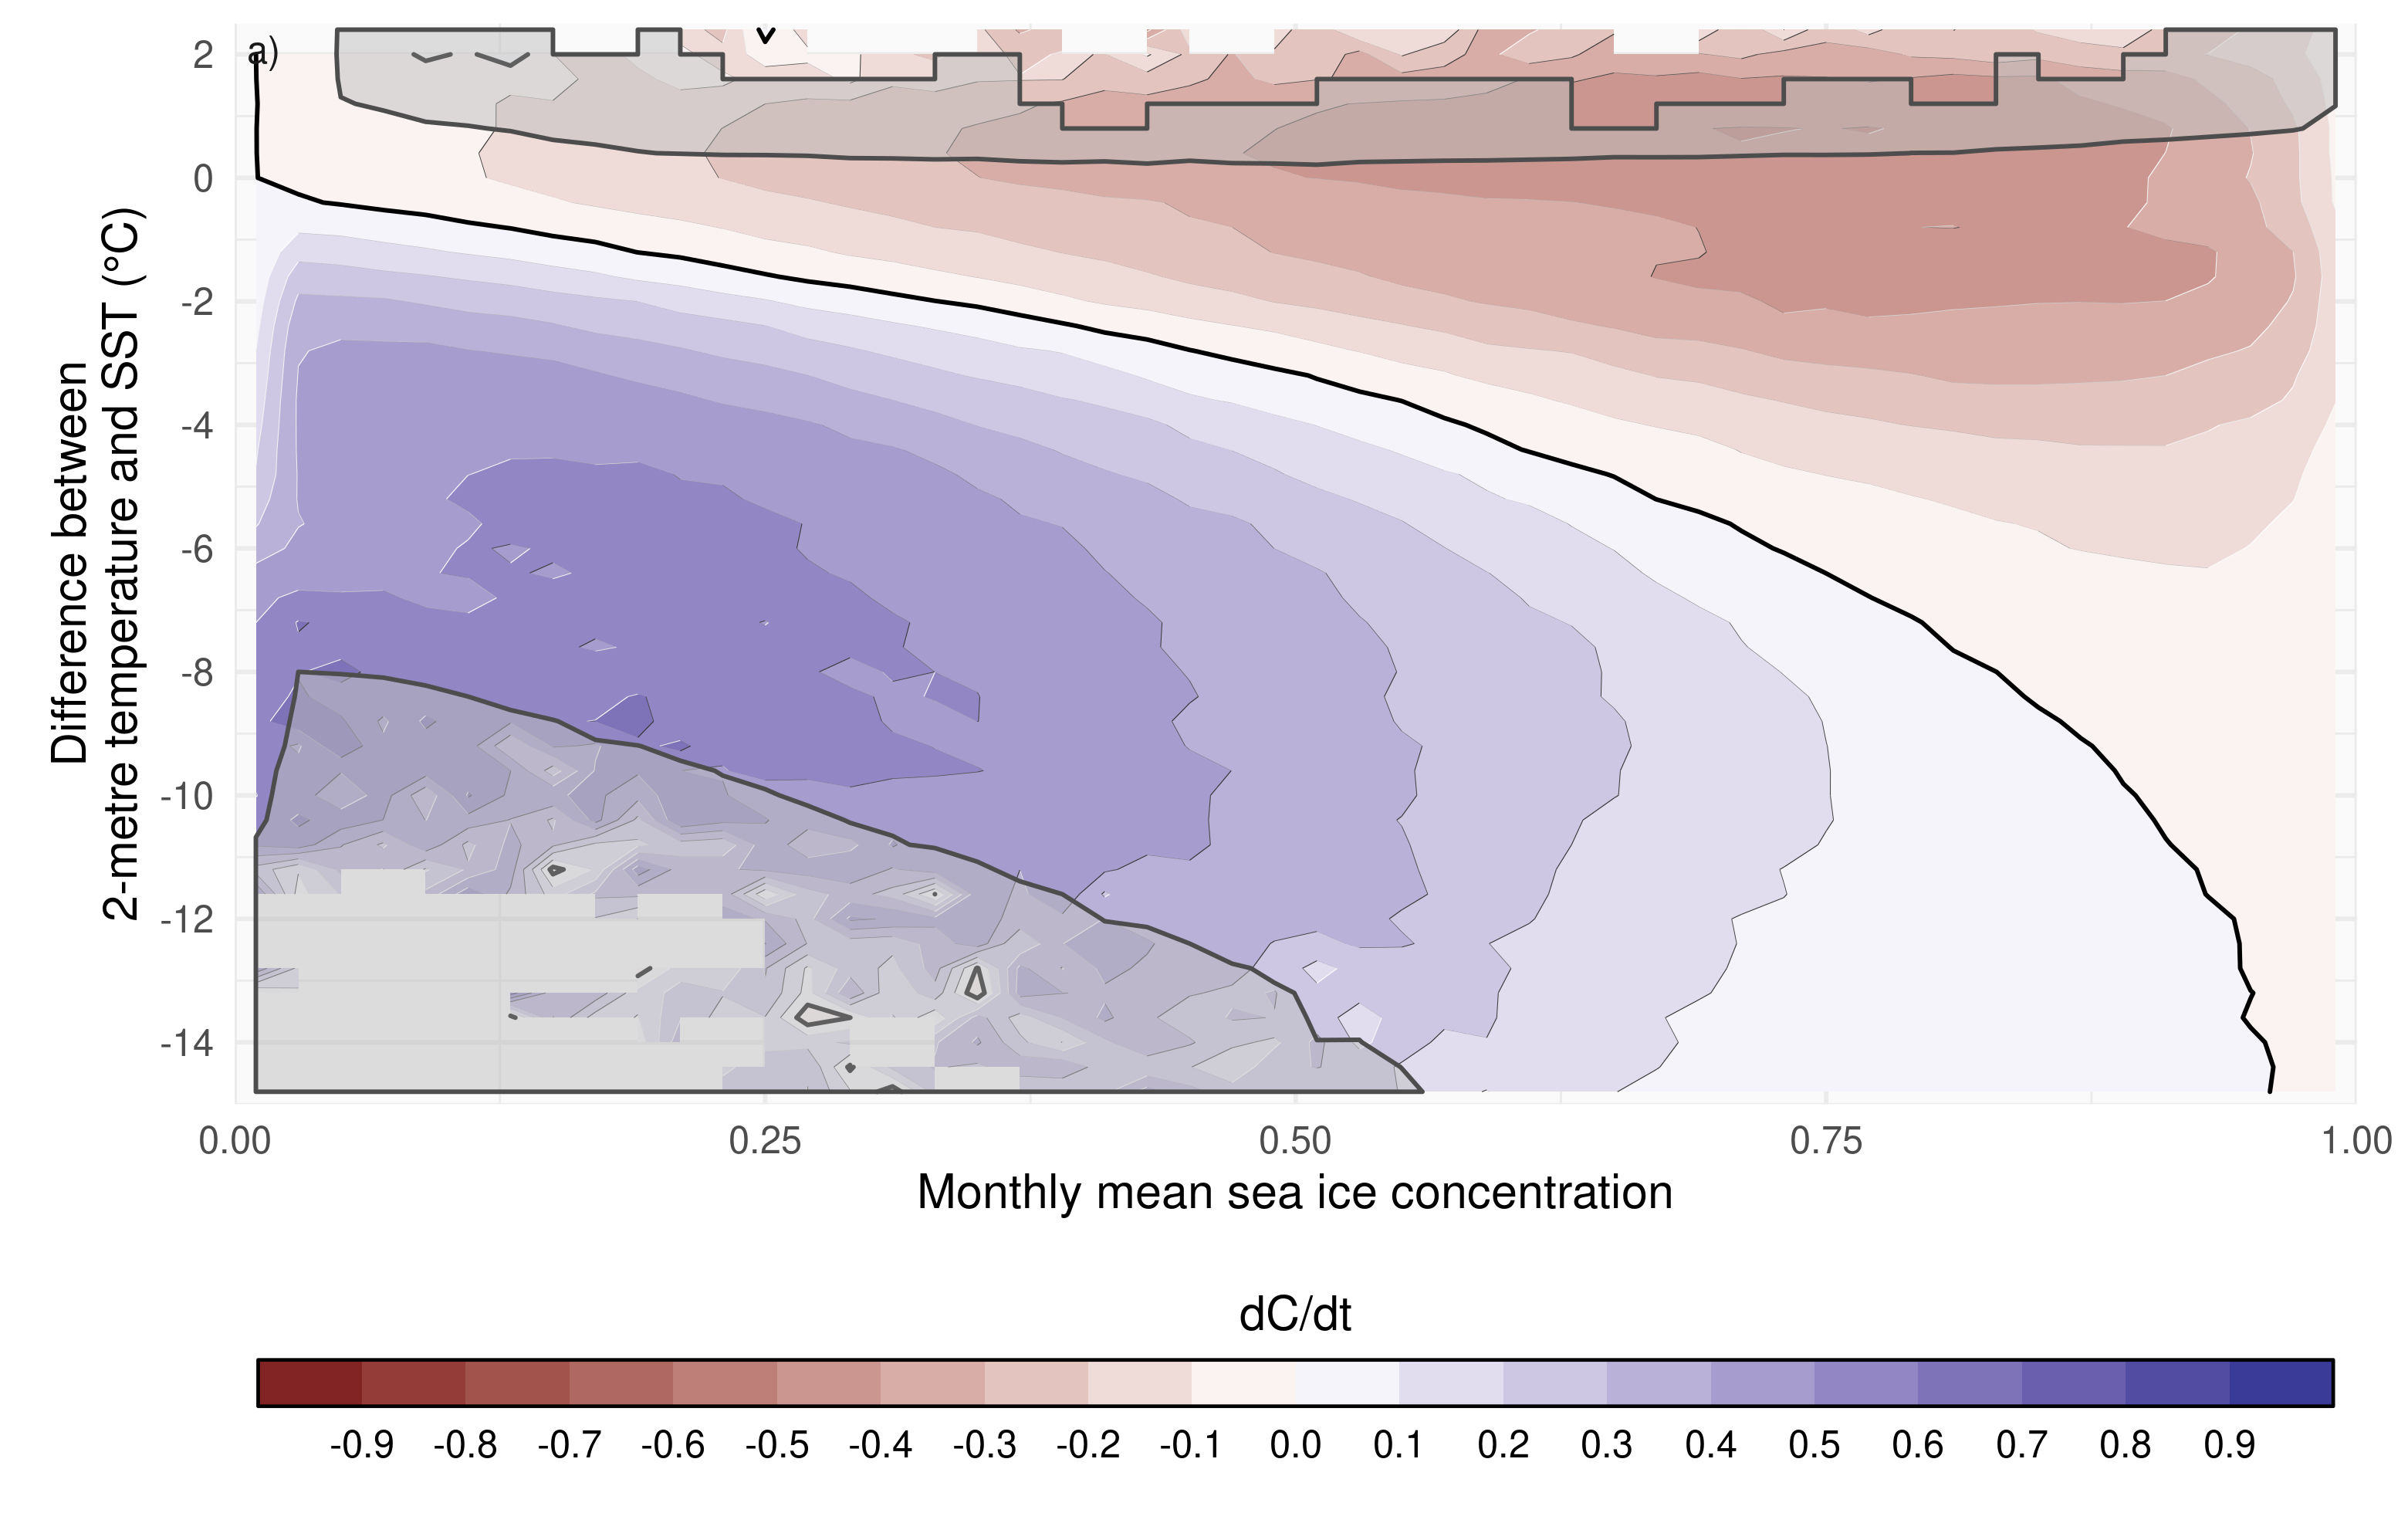 a)
2
0
-2
-4
-6
-8
-10
-12
-14
Difference between
2-metre temperature and SST (°C)
0.00 0.25 0.50 0.75 1.00
Monthly mean sea ice concentration
dC/dt
-0.9 -0.8 -0.7 -0.6 -0.5 -0.4 -0.3 -0.2 -0.1 0.0 0.1 0.2 0.3 0.4 0.5 0.6 0.7 0.8 0.9